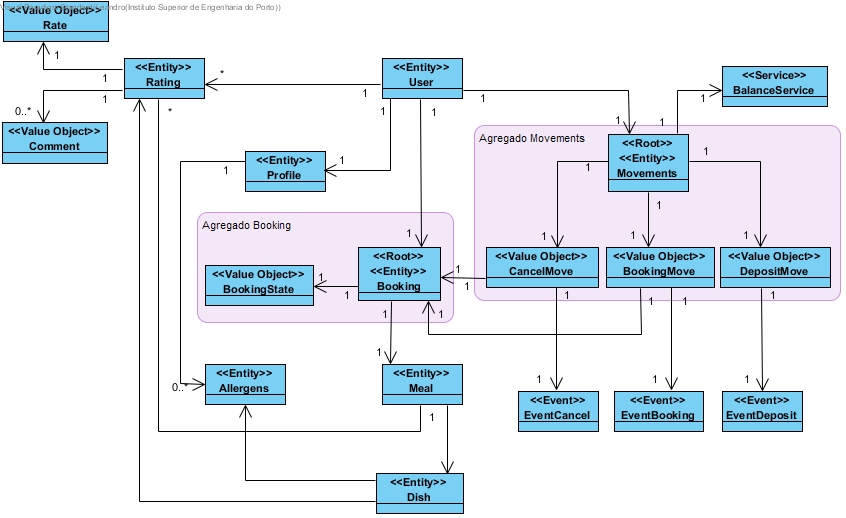 eandro(Instituto Superior de Engenharia do Porto))
<<Value Object>>
Rate
1
1
<<Entity>>
Rating
*
<<Entity>>
User
<<Service>>
BalanceService
1
1
1
1
0..*
1
*
1
1
1
1
<<Value Object>>
Comment
Agregado Movements
<<Root>>
<<Entity>>
Movements
<<Entity>>
Profile
1
1
1
1
1
Agregado Booking
1
1
1
1
<<Root>>
<<Entity>>
Booking
<<Value Object>>
CancelMove
<<Value Object>>
BookingMove
<<Value Object>>
DepositMove
<<Value Object>>
BookingState
1
1
1
1
1
1
1
1
1
1
1
<<Entity>>
Allergens
0..*
<<Entity>>
Meal
1
1
1
1
<<Event>>
EventCancel
<<Event>>
EventBooking
<<Event>>
EventDeposit
<<Entity>>
Dish